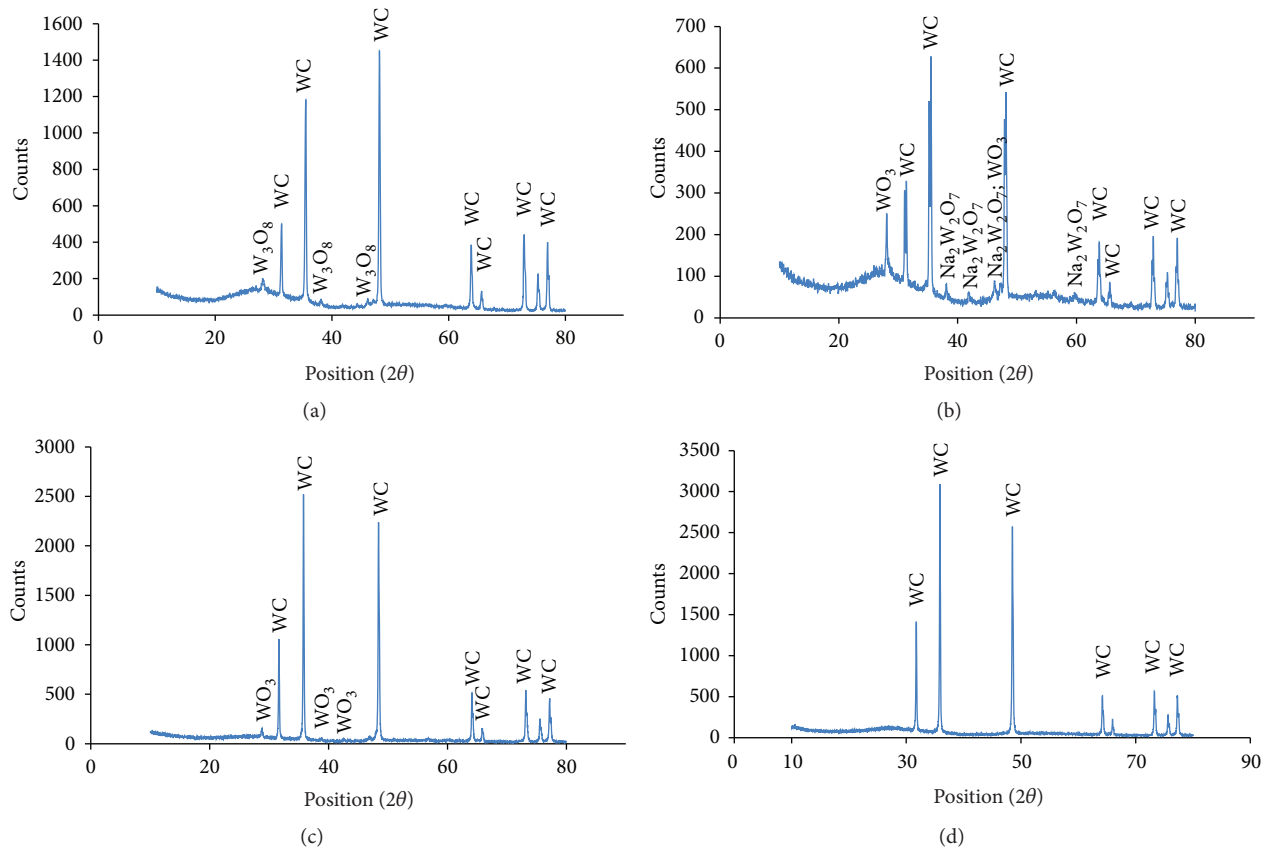 1600
1400
1200
1000
800
600
400
200
0
0 20 40 60 80
Counts
Position (2θ)
W₃O₈
WC
WC
W₃O₈
W₃O₈
WC
WC
WC
WC
WC
(a)
700
600
500
400
300
200
100
0
0 20 40 60 80
Counts
Position (2θ)
WO₃
WC
WC
Na₂W₂O₇
Na₂W₂O₇
Na₂W₂O₇; WO₃
WC
Na₂W₂O₇
WC
WC
WC
WC
(b)
3000
2500
2000
1500
1000
500
0
0 20 40 60 80
Counts
Position (2θ)
WO₃
WC
WC
WO₃
WO₃
WC
WC
WC
WC
WC
(c)
3500
3000
2500
2000
1500
1000
500
0
0 10 30 50 70 90
Counts
Position (2θ)
WC
WC
WC
WC
WC
WC
(d)